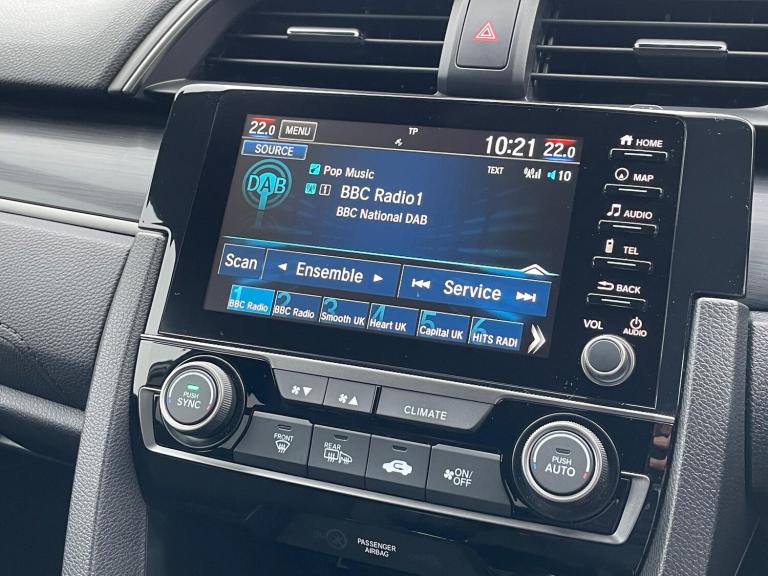 22.0 MENU TP 10:21 22.0
SOURCE
DAB
Pop Music TEXT 10
1 BBC Radio1
BBC National DAB
Scan Ensemble Service
1 2 3 4 5 6
BBC Radio BBC Radio Smooth UK Heart UK Capital UK HITS RADI
HOME
MAP
AUDIO
TEL
BACK
VOL AUDIO
PUSH
SYNC
CLIMATE
FRONT
REAR
ON/
OFF
PUSH
AUTO
PASSENGER
AIRBAG